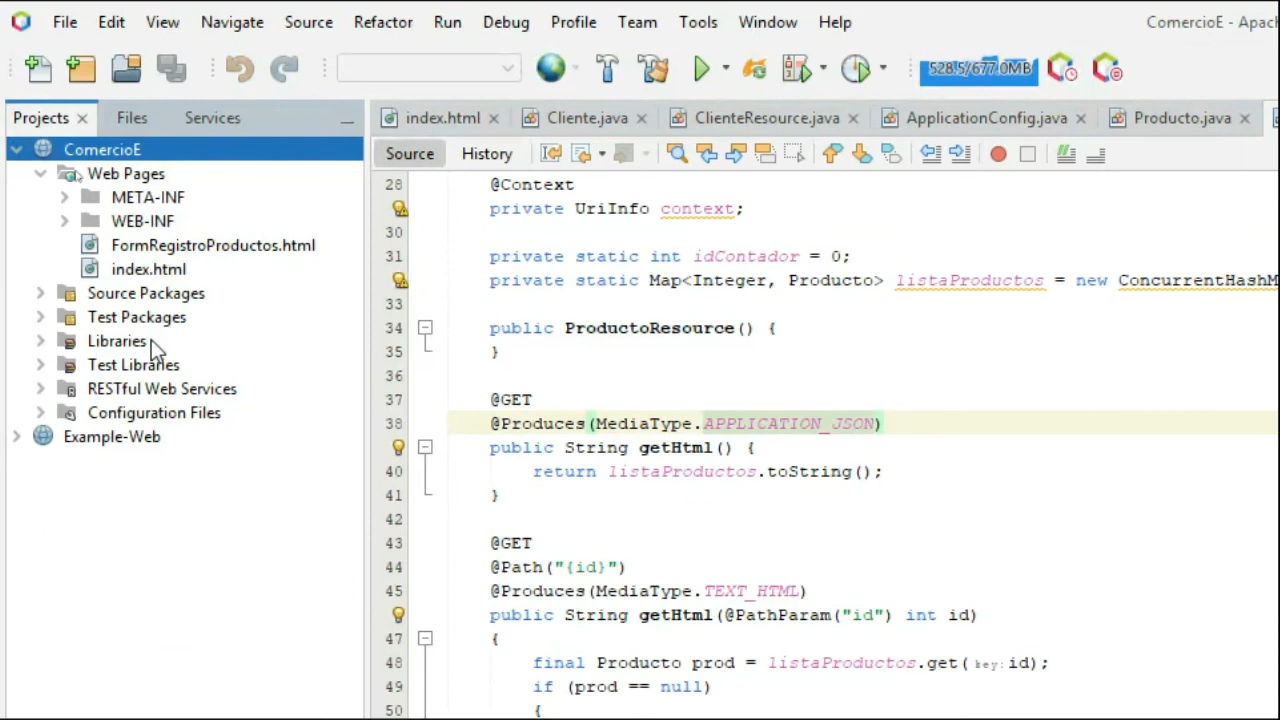 File Edit View Navigate Source Refactor Run Debug Profile Team Tools Window Help ComercioE - Apac
528.5/677.0MB
Projects Files Services
index.html Cliente.java ClienteResource.java ApplicationConfig.java Producto.java
Source History
ComercioE
Web Pages
META-INF
WEB-INF
FormRegistroProductos.html
index.html
Source Packages
Test Packages
Libraries
Test Libraries
RESTful Web Services
Configuration Files
Example-Web
28 @Context
private UriInfo context;
30
31 private static int idContador = 0;
private static Map<Integer, Producto> listaProductos = new ConcurrentHashM
33
34 public ProductoResource() {
35 }
36
37 @GET
38 @Produces(MediaType.APPLICATION_JSON)
public String getHtml() {
40 return listaProductos.toString();
41 }
42
43 @GET
44 @Path("{id}")
45 @Produces(MediaType.TEXT_HTML)
public String getHtml(@PathParam("id") int id)
47 {
48 final Producto prod = listaProductos.get(key:id);
49 if (prod == null)
50 {